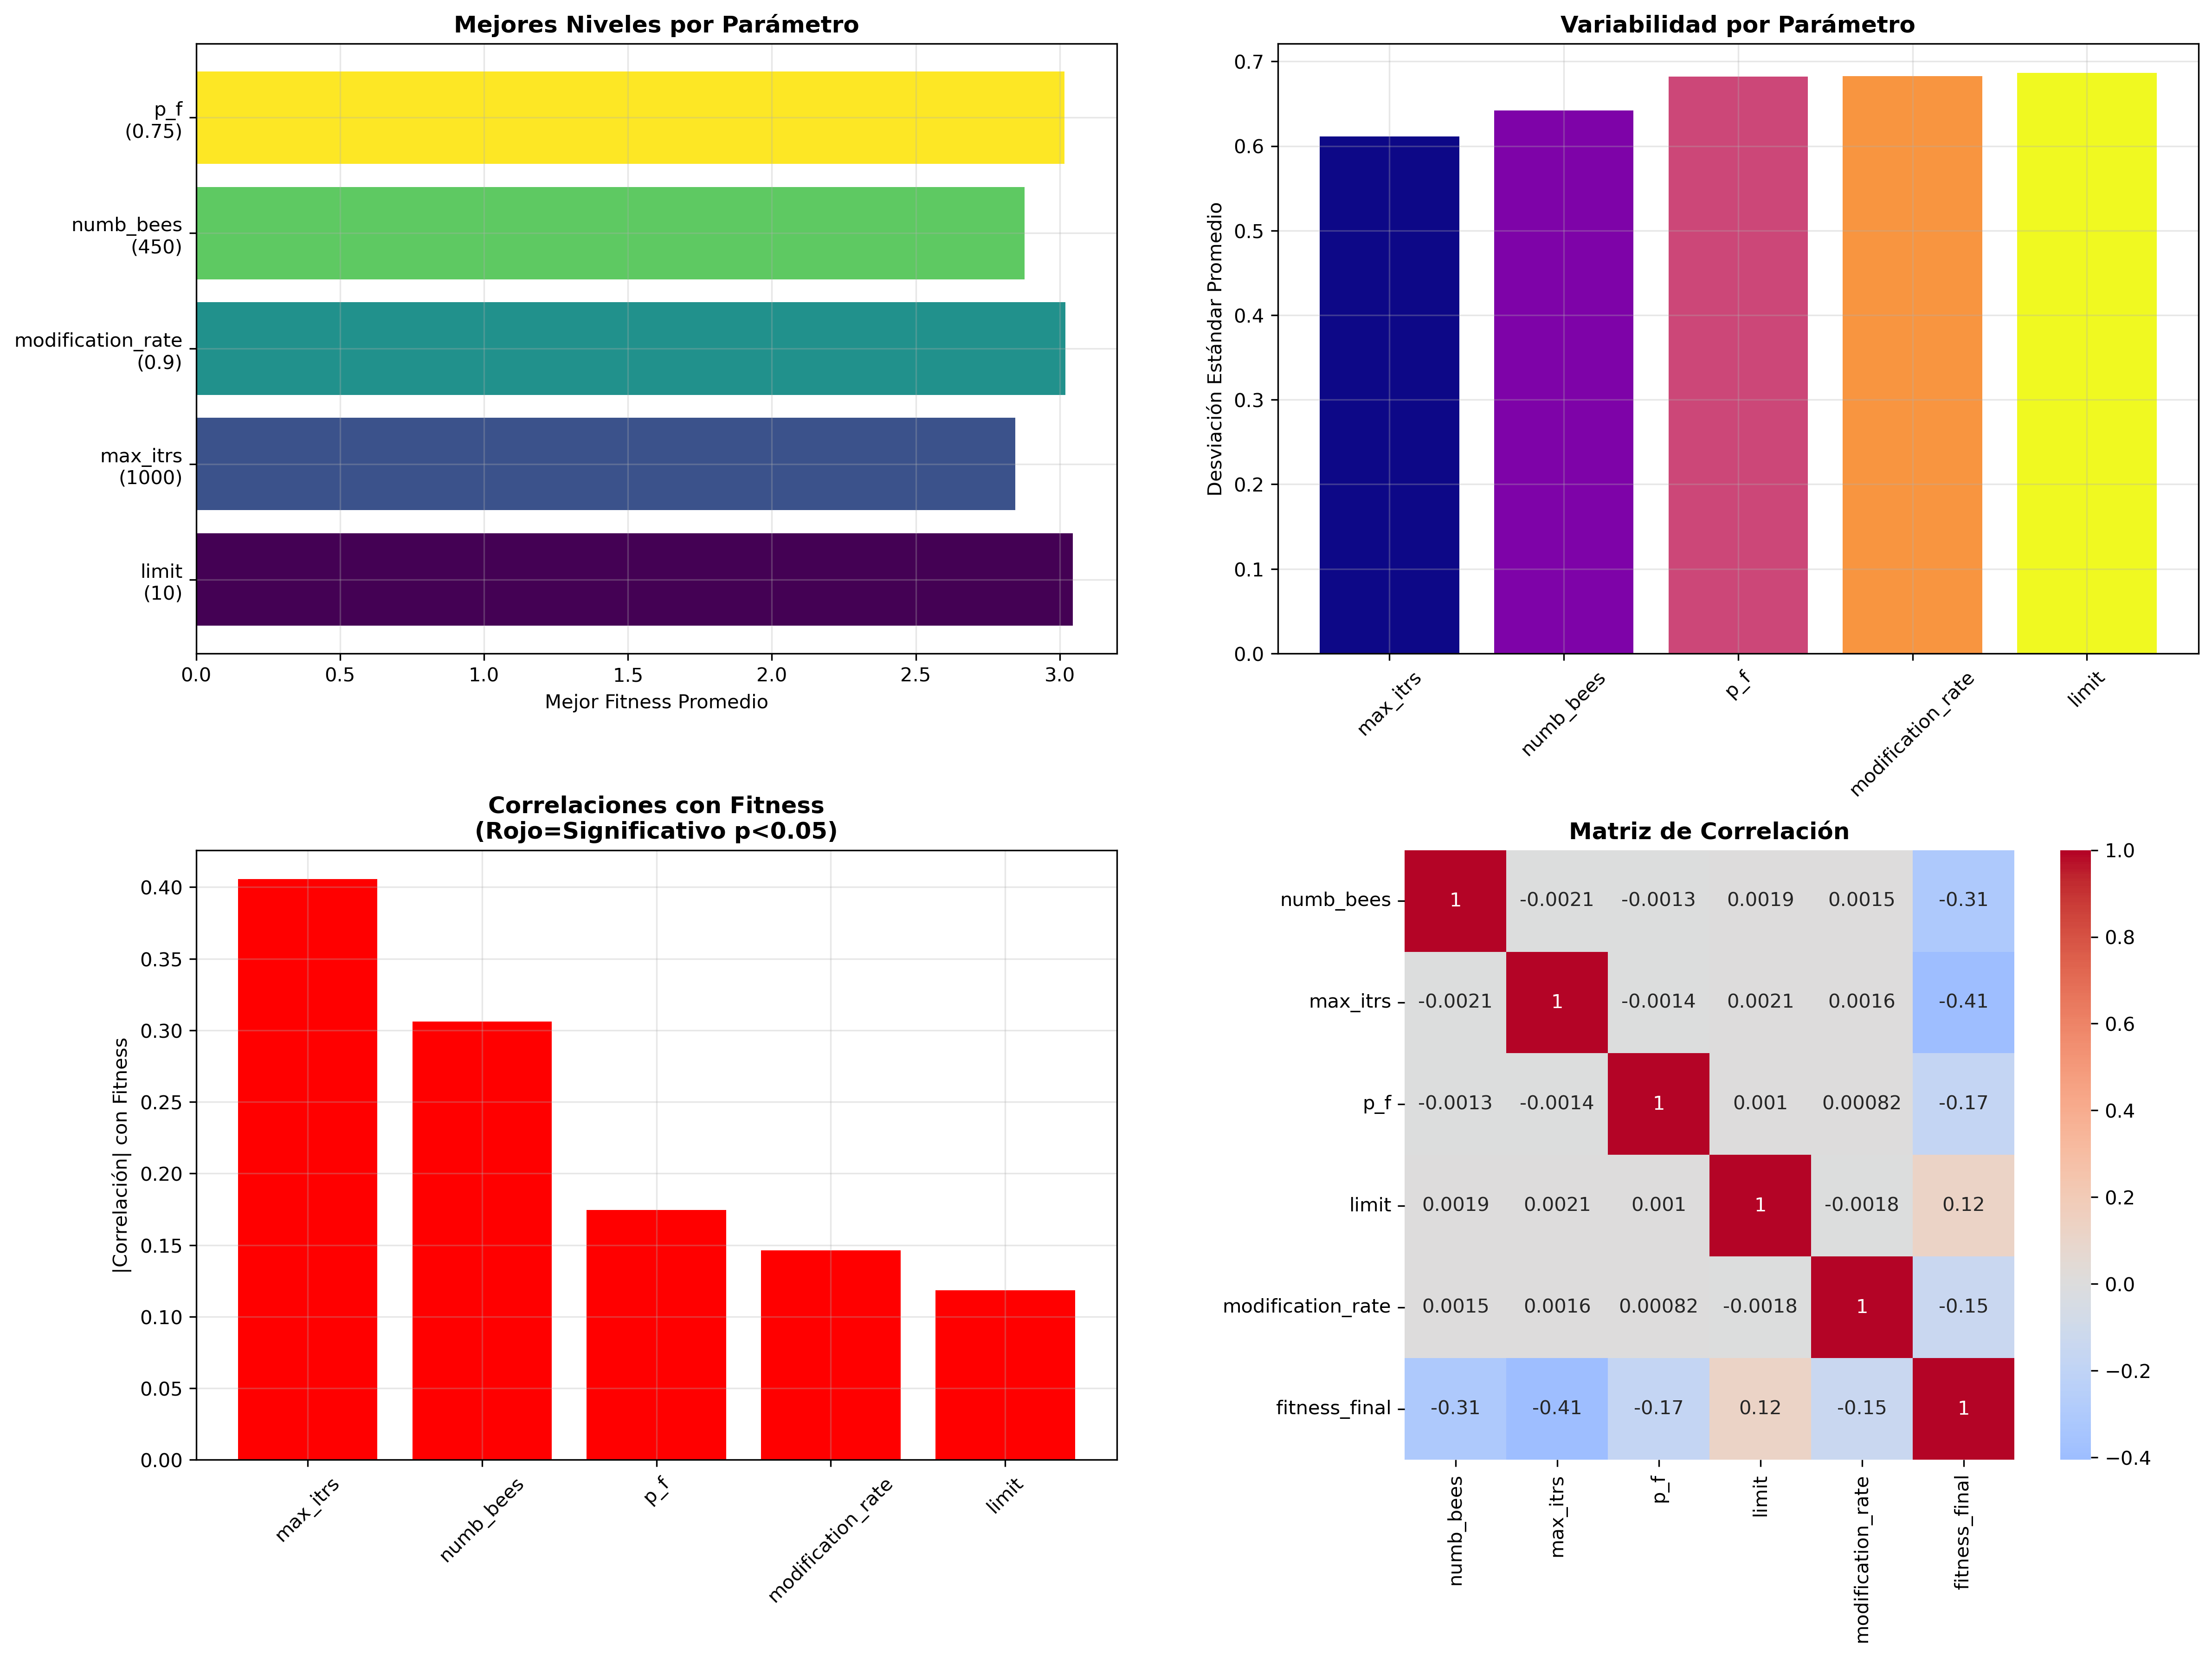 Mejores Niveles por Parámetro
p_f
(0.75)
numb_bees
(450)
modification_rate
(0.9)
max_itrs
(1000)
limit
(10)
0.0 0.5 1.0 1.5 2.0 2.5 3.0
Mejor Fitness Promedio
Variabilidad por Parámetro
Desviación Estándar Promedio
0.7
0.6
0.5
0.4
0.3
0.2
0.1
0.0
max_itrs numb_bees p_f modification_rate limit
Correlaciones con Fitness
(Rojo=Significativo p<0.05)
|Correlación| con Fitness
0.40
0.35
0.30
0.25
0.20
0.15
0.10
0.05
0.00
max_itrs numb_bees p_f modification_rate limit
Matriz de Correlación
numb_bees 1 -0.0021 -0.0013 0.0019 0.0015 -0.31
max_itrs -0.0021 1 -0.0014 0.0021 0.0016 -0.41
p_f -0.0013 -0.0014 1 0.001 0.00082 -0.17
limit 0.0019 0.0021 0.001 1 -0.0018 0.12
modification_rate 0.0015 0.0016 0.00082 -0.0018 1 -0.15
fitness_final -0.31 -0.41 -0.17 0.12 -0.15 1
numb_bees max_itrs p_f limit modification_rate fitness_final
1.0
0.8
0.6
0.4
0.2
0.0
−0.2
−0.4